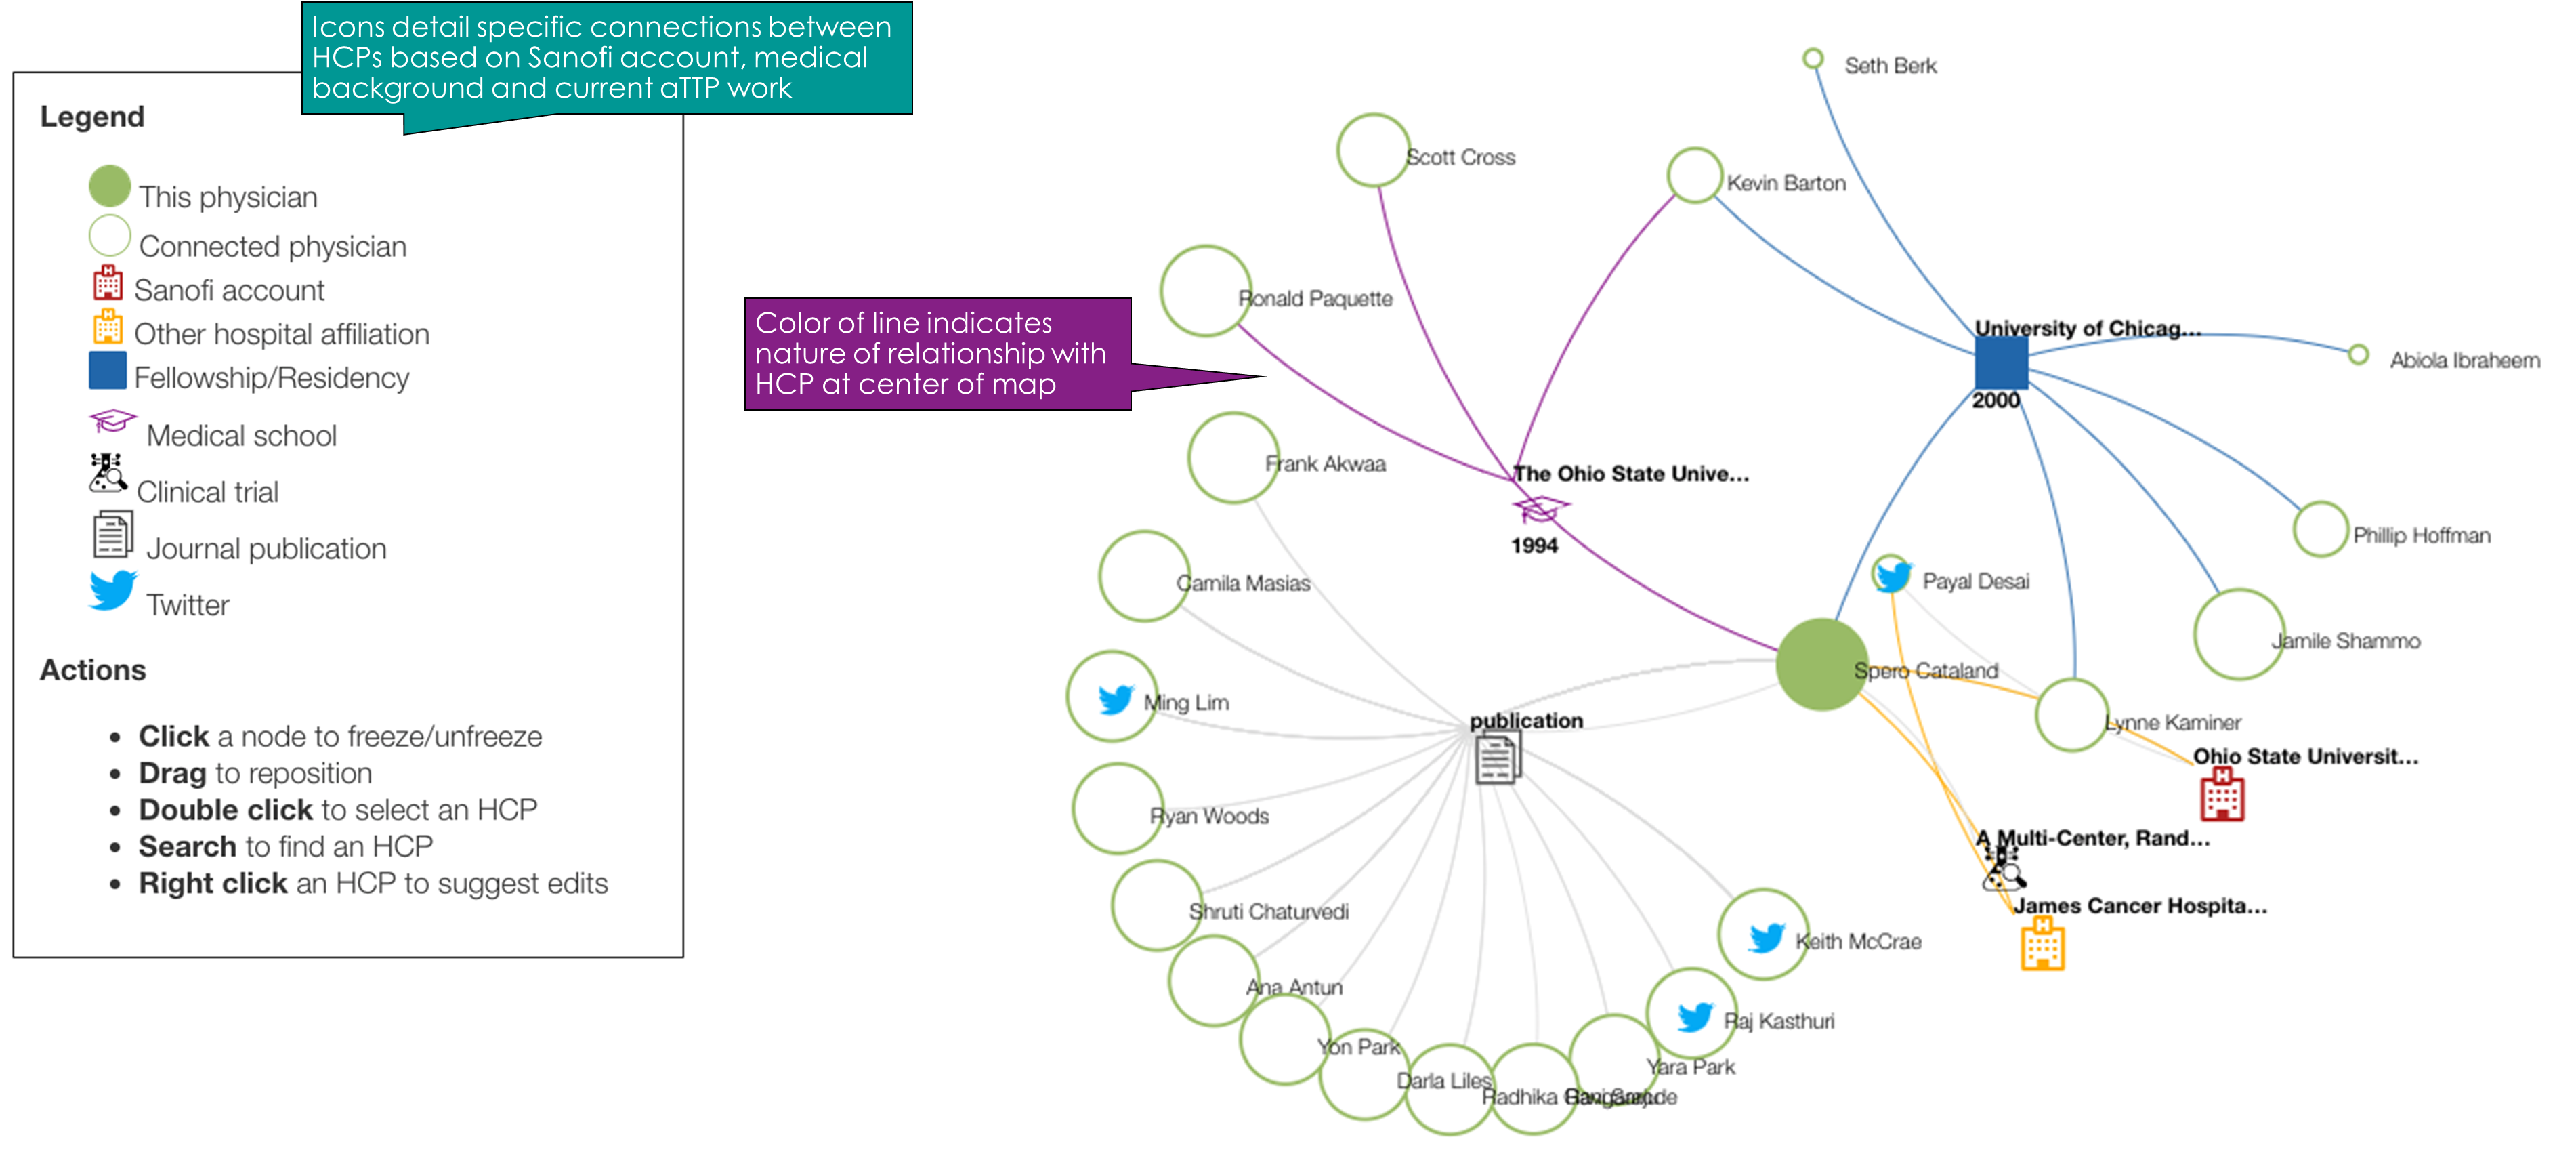 Icons detail specific connections between
HCPs based on Sanofi account, medical
background and current aTTP work
Legend
This physician
Connected physician
Sanofi account
Other hospital affiliation
Fellowship/Residency
Medical school
Clinical trial
Journal publication
Twitter
Actions
• Click a node to freeze/unfreeze
• Drag to reposition
• Double click to select an HCP
• Search to find an HCP
• Right click an HCP to suggest edits
Color of line indicates
nature of relationship with
HCP at center of map
Seth Berk
Scott Cross
Kevin Barton
Ronald Paquette
University of Chicag...
2000
Abiola Ibraheem
Frank Akwaa
The Ohio State Unive...
1994
Phillip Hoffman
Camila Masias
Payal Desai
Jamile Shammo
Spero Cataland
Ming Lim
publication
Lynne Kaminer
Ohio State Universit...
Ryan Woods
A Multi-Center, Rand...
James Cancer Hospita...
Shruti Chaturvedi
Keith McCrae
Ana Antun
Raj Kasthuri
Yon Park
Yara Park
Darla Liles
Radhika